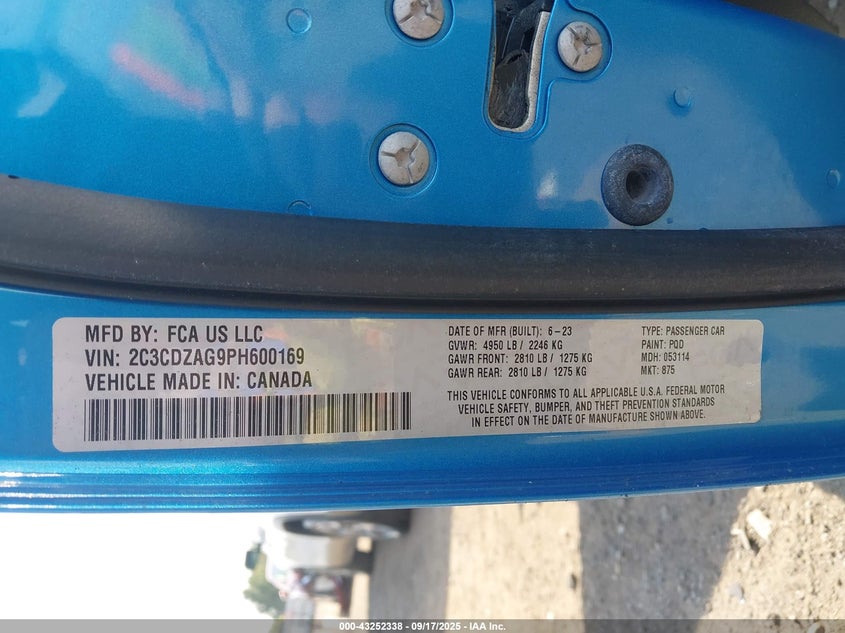 MFD BY: FCA US LLC
VIN: 2C3CDZAG9PH600169
VEHICLE MADE IN: CANADA
DATE OF MFR (BUILT): 6-23
GVWR: 4950 LB / 2246 KG
GAWR FRONT: 2810 LB / 1275 KG
GAWR REAR: 2810 LB / 1275 KG
TYPE: PASSENGER CAR
PAINT: PQD
MDH: 053114
MKT: 875
THIS VEHICLE CONFORMS TO ALL APPLICABLE U.S.A. FEDERAL MOTOR
VEHICLE SAFETY, BUMPER, AND THEFT PREVENTION STANDARDS
IN EFFECT ON THE DATE OF MANUFACTURE SHOWN ABOVE.
000-43252338 - 09/17/2025 - IAA Inc.